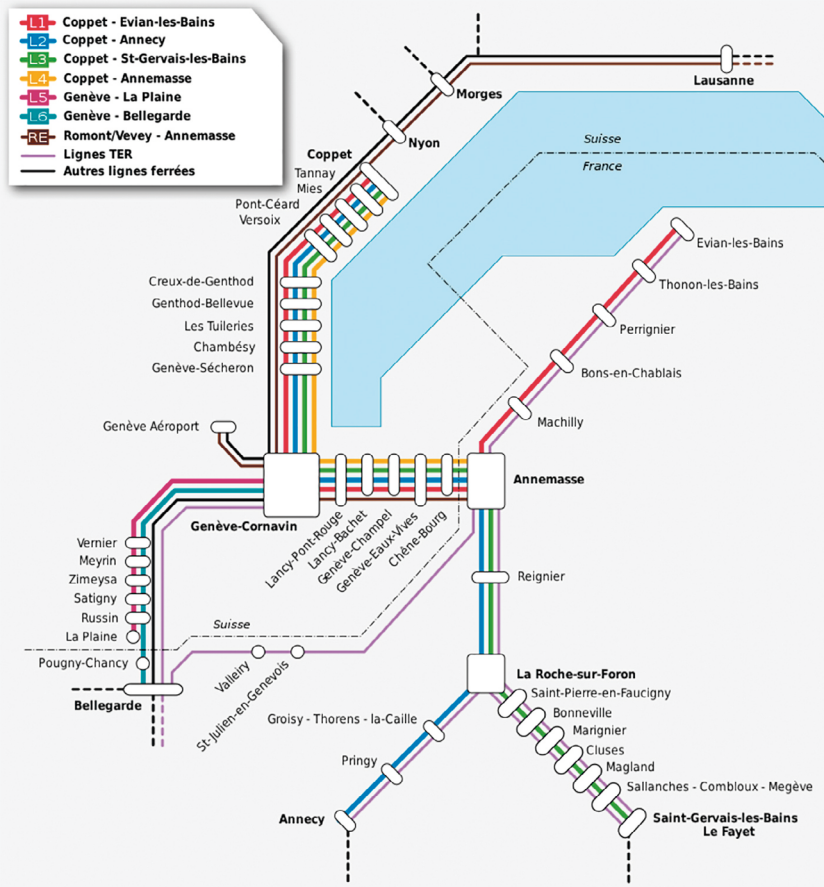 L1 Coppet - Evian-les-Bains
L2 Coppet - Annecy
L3 Coppet - St-Gervais-les-Bains
L4 Coppet - Annemasse
L5 Genève - La Plaine
L6 Genève - Bellegarde
RE Romont/Vevey - Annemasse
Lignes TER
Autres lignes ferrées
Lausanne
Morges
Nyon
Coppet
Tannay
Mies
Pont-Céard
Versoix
Suisse
France
Evian-les-Bains
Thonon-les-Bains
Perrignier
Bons-en-Chablais
Machilly
Creux-de-Genthod
Genthod-Bellevue
Les Tuileries
Chambésy
Genève-Sécheron
Genève Aéroport
Genève-Cornavin
Annemasse
Lancy-Pont-Rouge
Lancy-Bachet
Genève-Champel
Genève-Eaux-Vives
Chêne-Bourg
Vernier
Meyrin
Zimeysa
Satigny
Russin
La Plaine
Pougny-Chancy
Bellegarde
Suisse
Valleiry
St-Julien-en-Genevois
Reignier
La Roche-sur-Foron
Saint-Pierre-en-Faucigny
Bonneville
Marignier
Cluses
Magland
Sallanches - Combloux - Megève
Saint-Gervais-les-Bains
Le Fayet
Groisy - Thorens - la-Caille
Pringy
Annecy